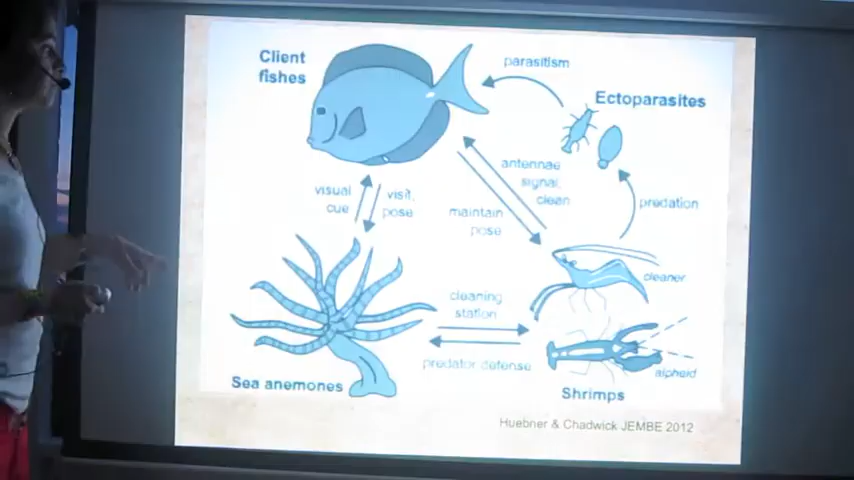 Client
fishes
parasitism
Ectoparasites
antennae
signal,
clean
visual
cue
visit,
pose
maintain
pose
predation
cleaner
cleaning
station
predator defense
alpheid
Sea anemones
Shrimps
Huebner & Chadwick JEMBE 2012